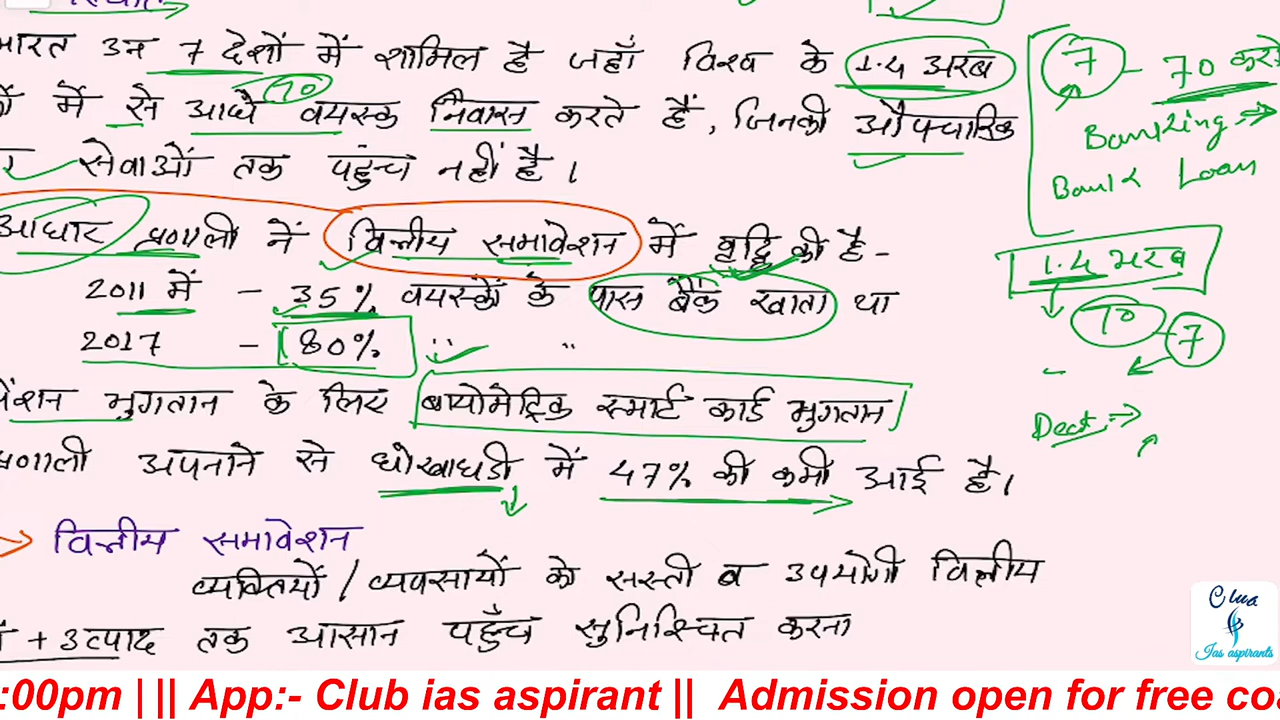 भारत उन 7 देशों में शामिल है जहाँ विश्व के 1.4 अरब
में से आधे वयस्क निवास करते हैं, जिनकी औपचारिक
70
सेवाओं तक पहुंच नहीं है।
आधार प्रणाली ने वित्तीय समावेशन में वृद्धि की है -
2011 में - 35% वयस्कों के पास बैंक खाता था
2017 - 80% " "
पेंशन भुगतान के लिए बायोमेट्रिक स्मार्ट कार्ड भुगतान
प्रणाली अपनाने से धोखाधड़ी में 47% की कमी आई है।
→ वित्तीय समावेशन
व्यक्तियों / व्यवसायों को सस्ती व उपयोगी वित्तीय
+ उत्पाद तक आसान पहुँच सुनिश्चित करना
7 - 70 करो
Banking →
Bank Loan
1.4 अरब
70 - 7
Club
Ias aspirants
:00pm | || App:- Club ias aspirant || Admission open for free co